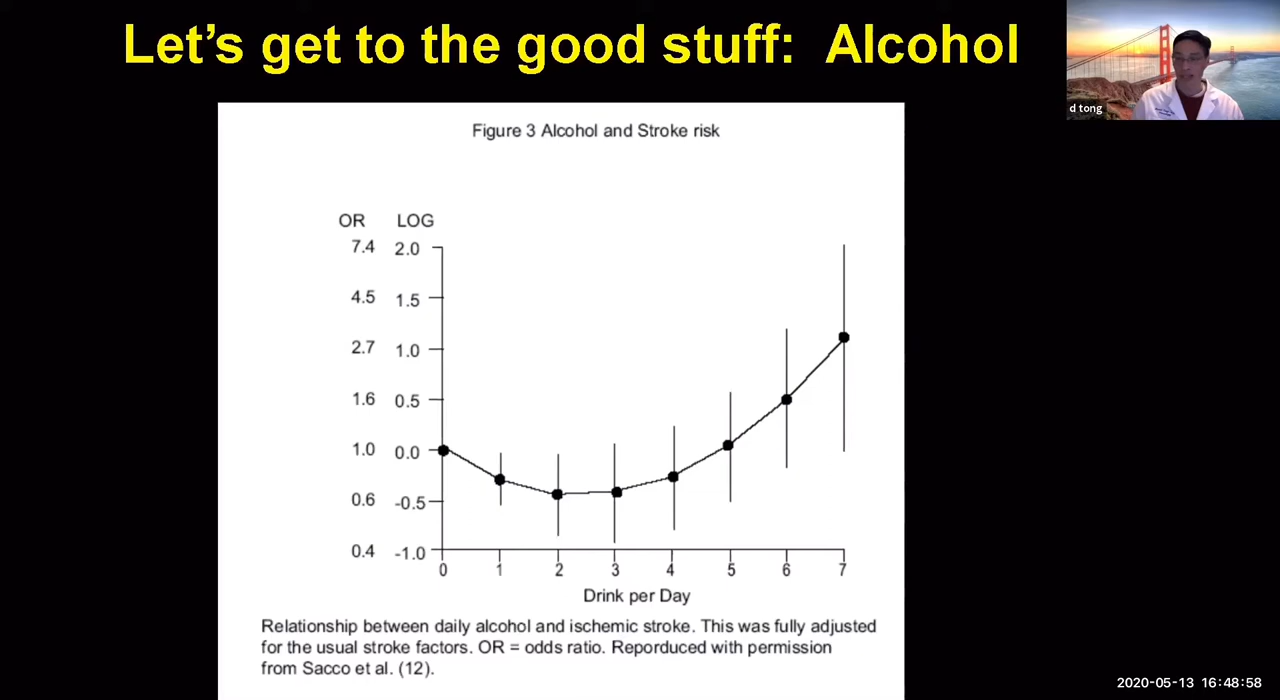 Let's get to the good stuff: Alcohol
d tong
Figure 3 Alcohol and Stroke risk
OR LOG
7.4 2.0
4.5 1.5
2.7 1.0
1.6 0.5
1.0 0.0
0.6 -0.5
0.4 -1.0
0 1 2 3 4 5 6 7
Drink per Day
Relationship between daily alcohol and ischemic stroke. This was fully adjusted
for the usual stroke factors. OR = odds ratio. Reporduced with permission
from Sacco et al. (12).
2020-05-13 16:48:58